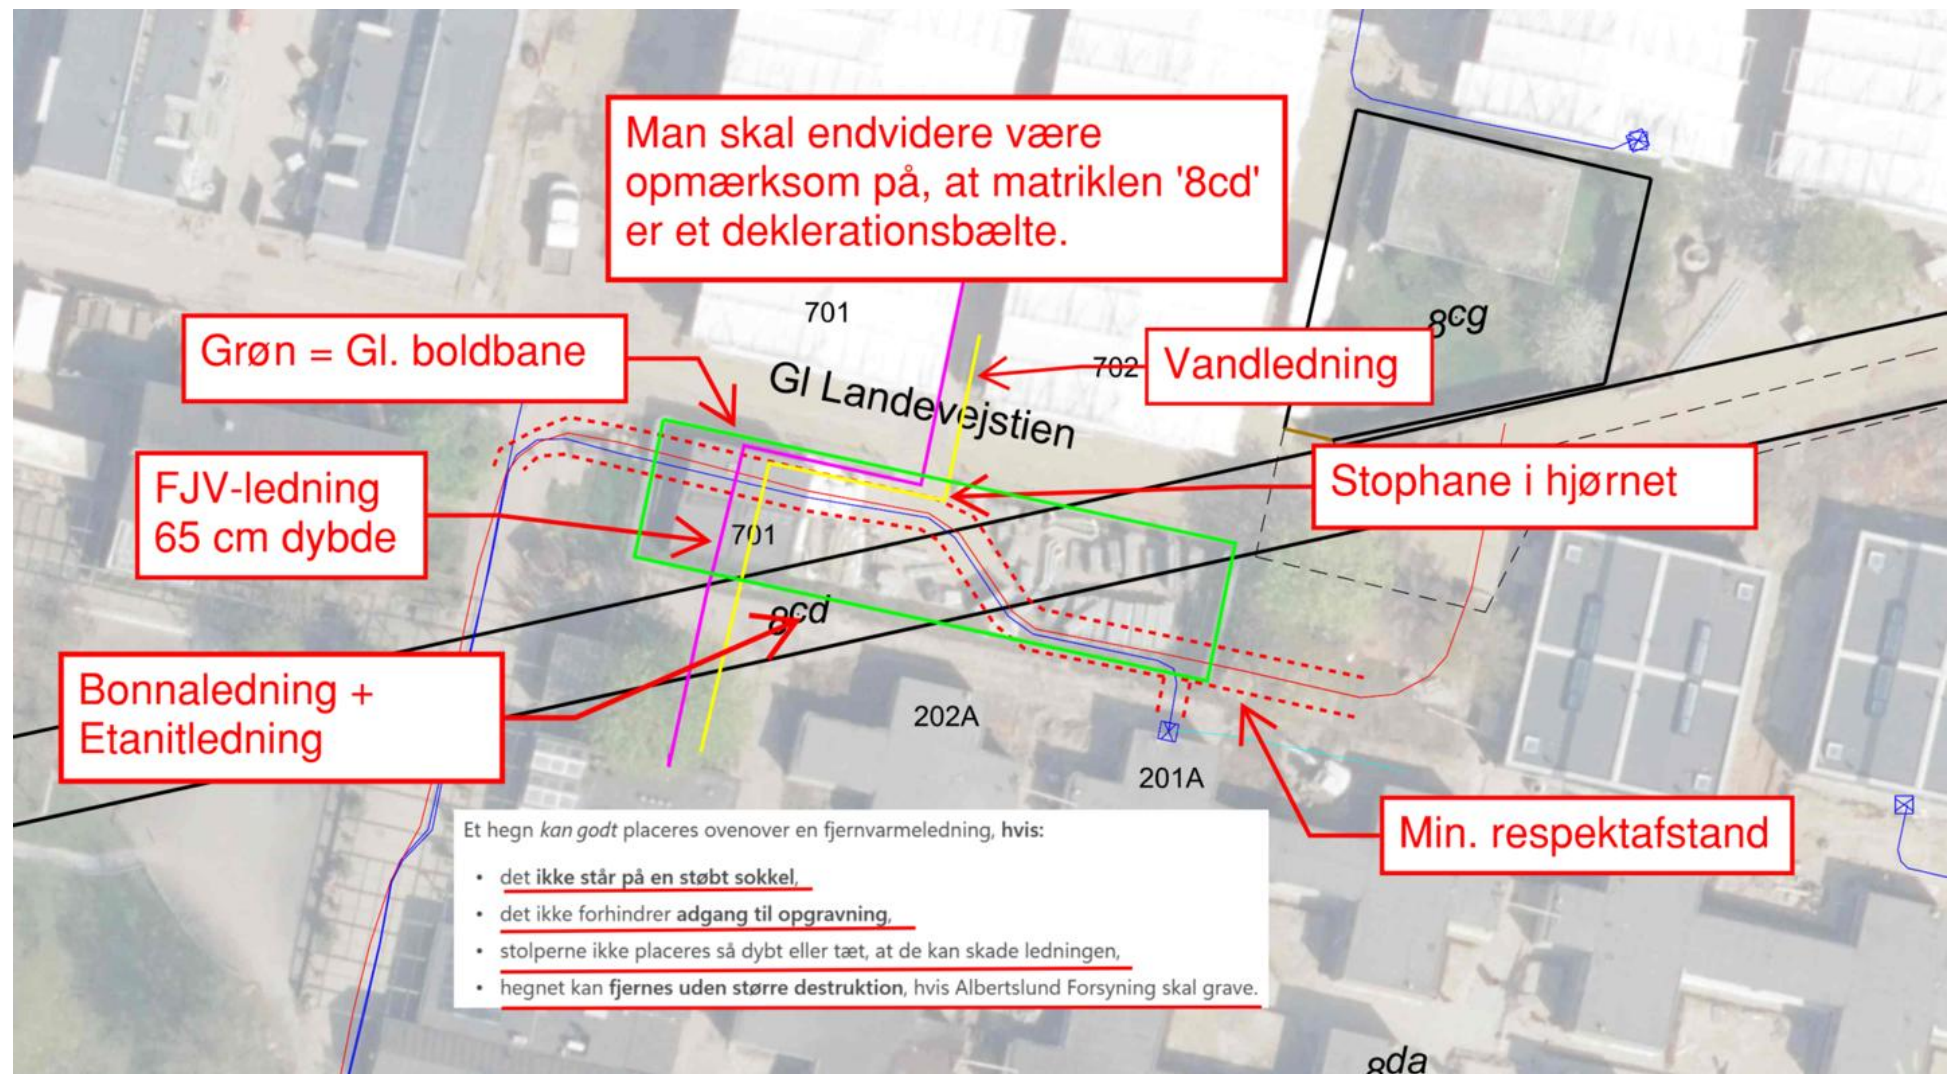 Man skal endvidere være
opmærksom på, at matriklen '8cd'
er et deklerationsbælte.
701
8cg
Grøn = Gl. boldbane
702
Vandledning
Gl Landevejstien
FJV-ledning
65 cm dybde
Stophane i hjørnet
701
8cd
Bonnaledning +
Etanitledning
202A
201A
Min. respektafstand
Et hegn kan godt placeres ovenover en fjernvarmeledning, hvis:
• det ikke står på en støbt sokkel,
• det ikke forhindrer adgang til opgravning,
• stolperne ikke placeres så dybt eller tæt, at de kan skade ledningen,
• hegnet kan fjernes uden større destruktion, hvis Albertslund Forsyning skal grave.
8da